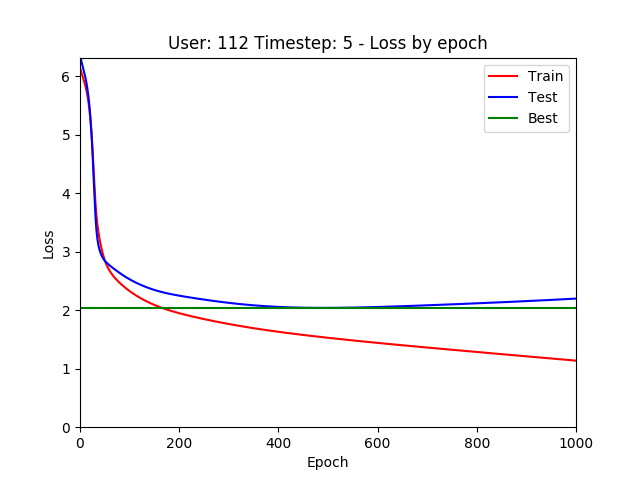 User: 112 Timestep: 5 - Loss by epoch
Train
Test
Best
6
5
4
3
2
1
0
Loss
0 200 400 600 800 1000
Epoch